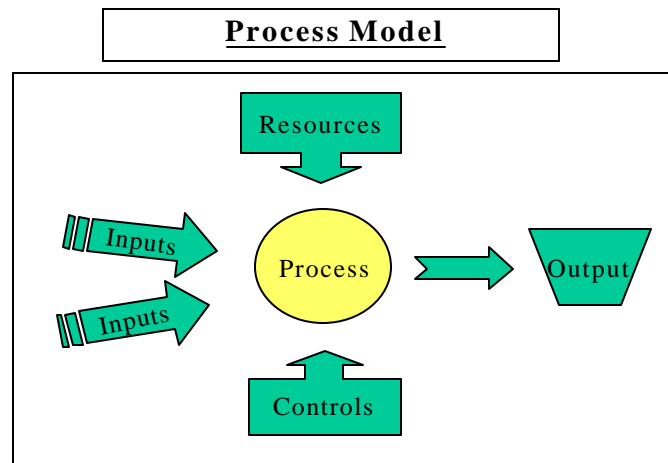 Process Model
Resources
Inputs
Process
Output
Inputs
Controls